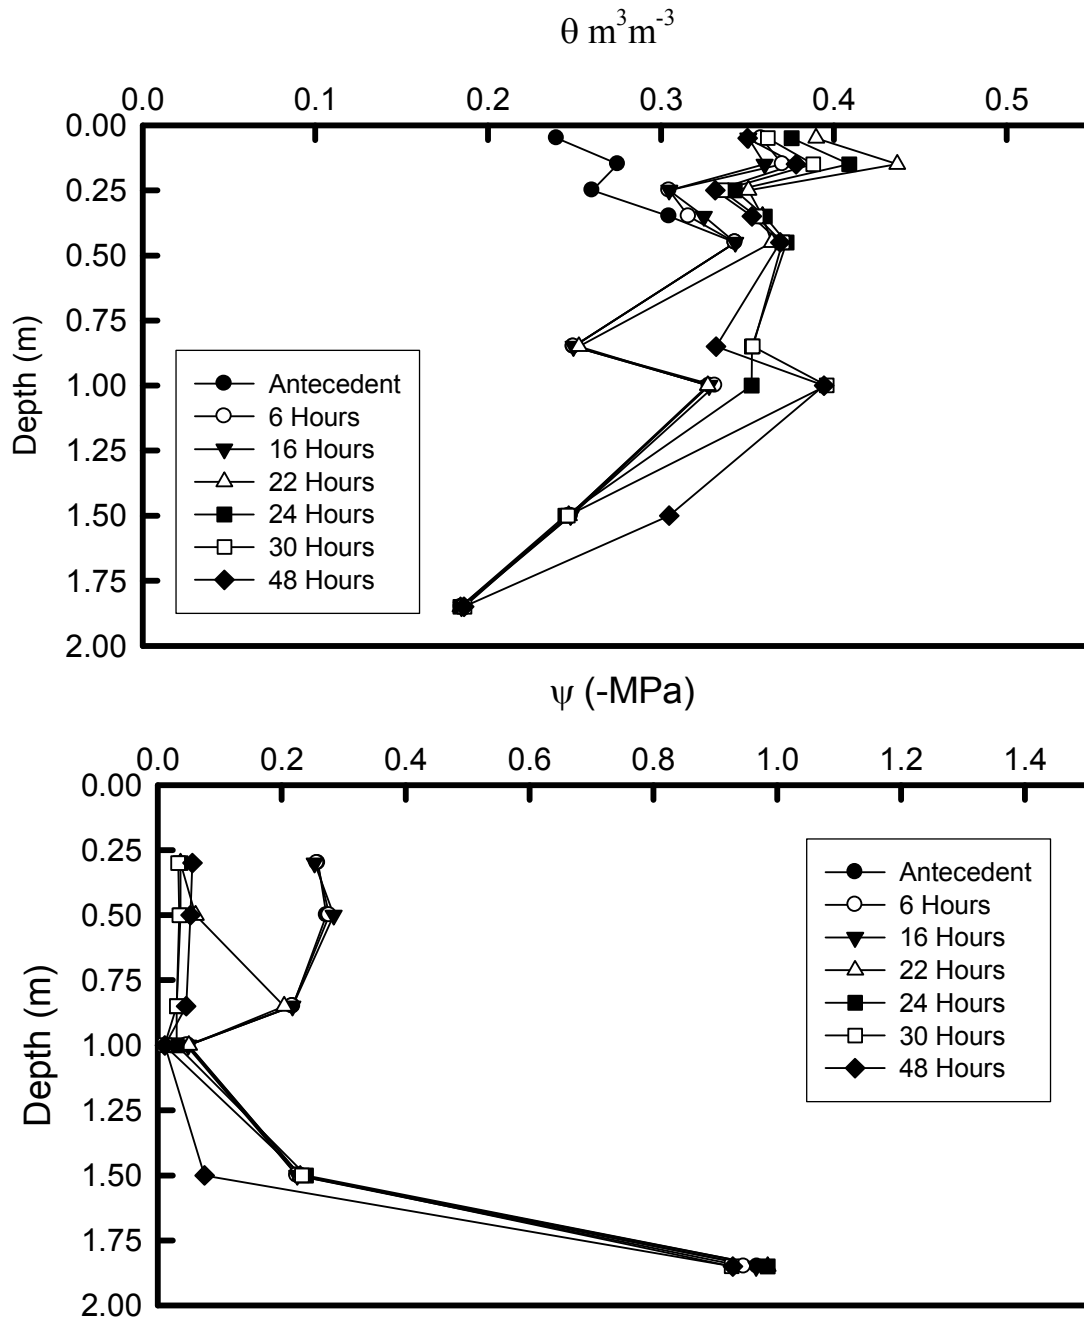 θ m³m⁻³
0.0 0.1 0.2 0.3 0.4 0.5
0.00
0.25
0.50
0.75
1.00
1.25
1.50
1.75
2.00
Depth (m)
Antecedent
6 Hours
16 Hours
22 Hours
24 Hours
30 Hours
48 Hours
ψ (-MPa)
0.0 0.2 0.4 0.6 0.8 1.0 1.2 1.4
0.00
0.25
0.50
0.75
1.00
1.25
1.50
1.75
2.00
Depth (m)
Antecedent
6 Hours
16 Hours
22 Hours
24 Hours
30 Hours
48 Hours